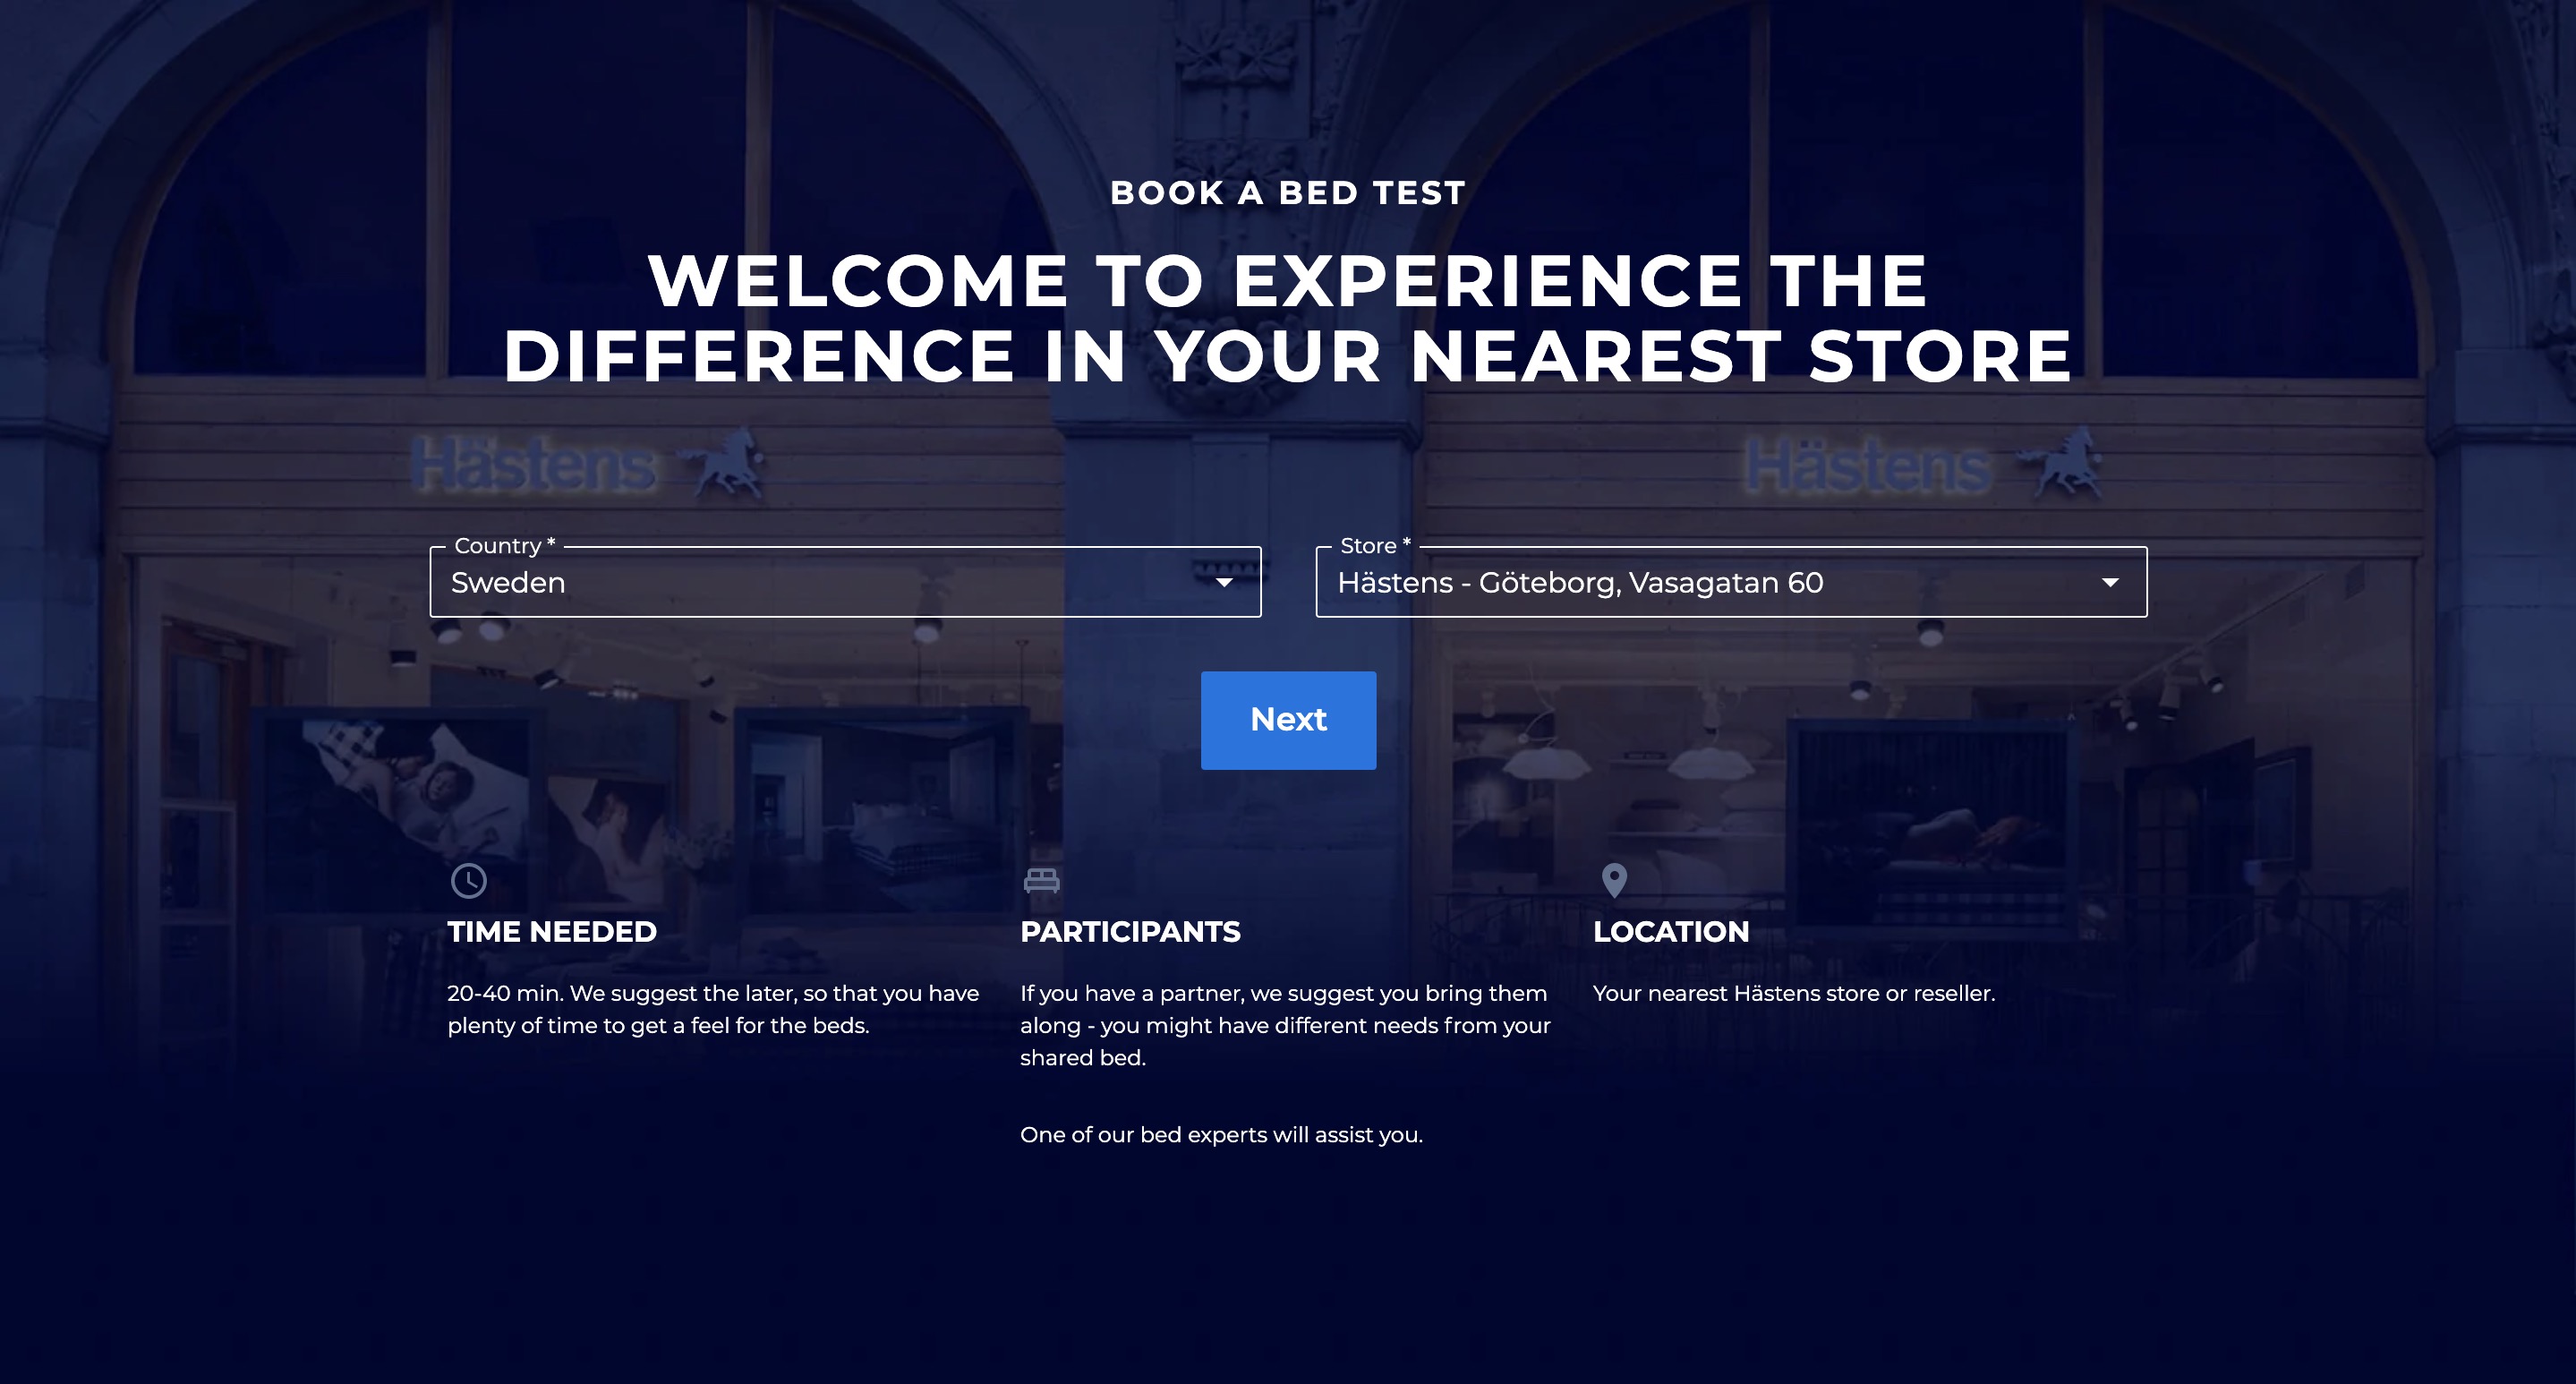 BOOK A BED TEST
WELCOME TO EXPERIENCE THE
DIFFERENCE IN YOUR NEAREST STORE
Hästens
Hästens
Country *
Sweden
Store *
Hästens - Göteborg, Vasagatan 60
Next
TIME NEEDED
20-40 min. We suggest the later, so that you have
plenty of time to get a feel for the beds.
PARTICIPANTS
If you have a partner, we suggest you bring them
along - you might have different needs from your
shared bed.
One of our bed experts will assist you.
LOCATION
Your nearest Hästens store or reseller.